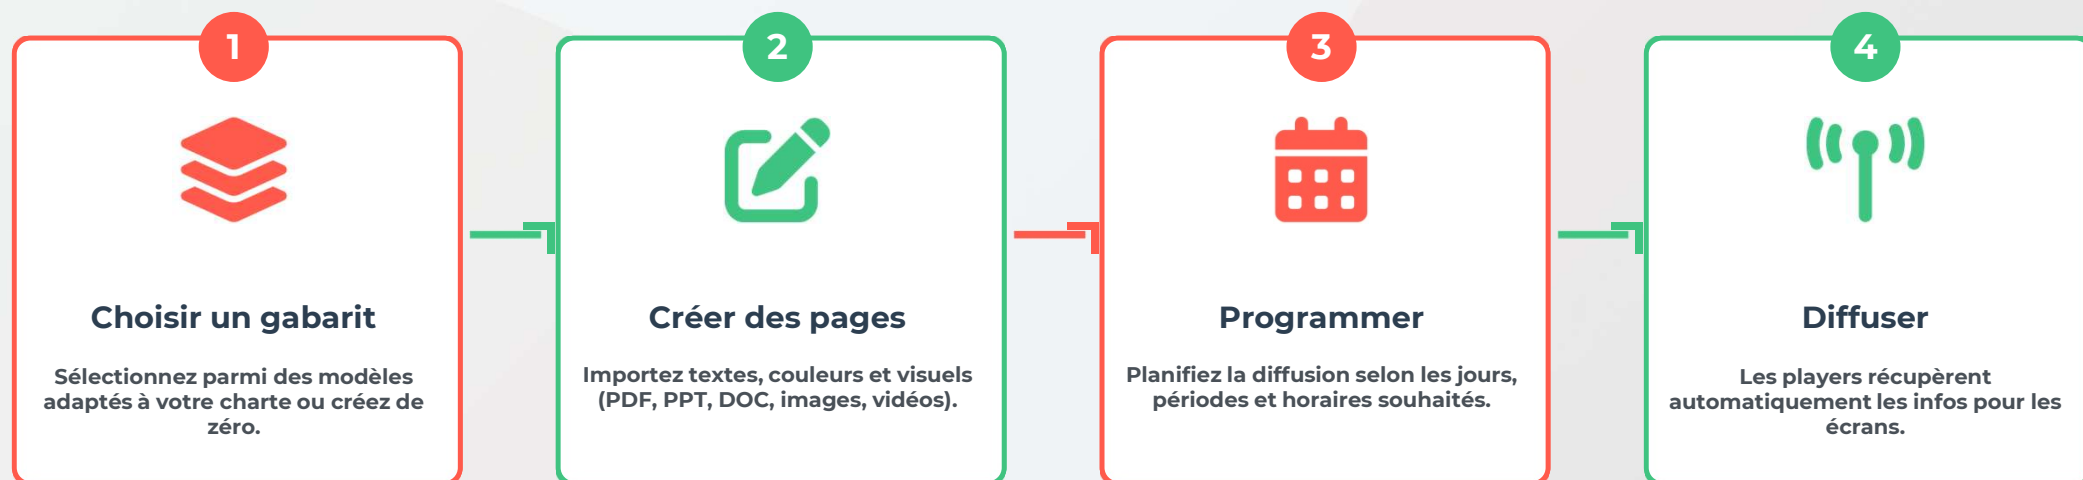 1
Choisir un gabarit
Sélectionnez parmi des modèles
adaptés à votre charte ou créez de
zéro.
2
Créer des pages
Importez textes, couleurs et visuels
(PDF, PPT, DOC, images, vidéos).
3
Programmer
Planifiez la diffusion selon les jours,
périodes et horaires souhaités.
4
Diffuser
Les players récupèrent
automatiquement les infos pour les
écrans.